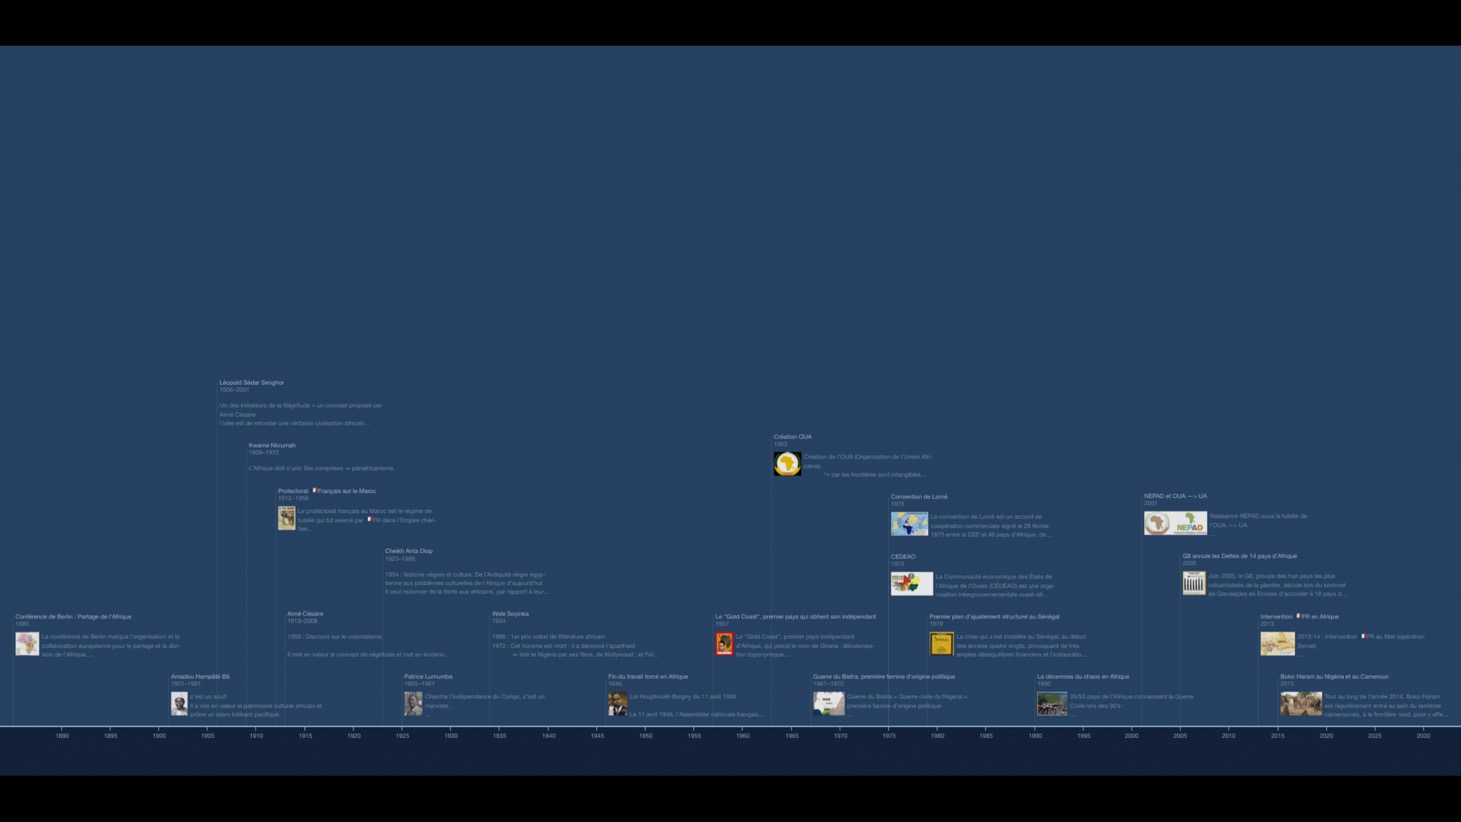 Léopold Sédar Senghor
1906–2001
Un des initiateurs de la Négritude = un concept proposé par
Aimé Césaire
l'idée est de refonder une véritable civilisation africain…
Kwame Nkrumah
1909–1972
L'Afrique doit s'unir, îles comprises ⇒ panafricanisme.
Protectorat Français sur le Maroc
1912–1956
Le protectorat français au Maroc est le régime de
tutelle qui fut exercé par FR dans l'Empire chéri-
fien…
Création OUA
1963
Création de l'OUA (Organisation de l'Union Afri-
caine)
↪ car les frontières sont intangibles…
Convention de Lomé
1975
La convention de Lomé est un accord de
coopération commerciale signé le 28 février
1975 entre la CEE et 46 pays d'Afrique, de…
NEPAD et OUA —> UA
2001
Naissance NEPAD sous la tutelle de
l'OUA —> UA
…
NEPAD
Cheikh Anta Diop
1923–1986
1954 : Nations nègres et culture, De l'Antiquité nègre égyp-
tienne aux problèmes culturelles de l'Afrique d'aujourd'hui
Il veut redonner de la fierté aux africains, par rapport à leur…
CEDEAO
1975
La Communauté économique des États de
l'Afrique de l'Ouest (CÉDÉAO) est une orga-
nisation intergouvernementale ouest-afr…
G8 annule les Dettes de 14 pays d'Afrique
2005
Juin 2005, le G8, groupe des huit pays les plus
industrialisés de la planète, décide lors du sommet
de Gleneagles en Ecosse d'accorder à 18 pays d…
Conférence de Berlin : Partage de l'Afrique
1885
La conférence de Berlin marqua l'organisation et la
collaboration européenne pour le partage et la divi-
sion de l'Afrique…
Aimé Césaire
1913–2008
1950 : Discours sur le colonialisme.
Il met en valeur le concept de négritude et met en évidenc…
Wole Soyinka
1934
1986 : 1er prix nobel de littérature africain
1972 : Cet homme est mort ; il a dénoncé l'apartheid
⇒ Voir le Nigéria par ses films, de Nollywood ; et Fel…
Le "Gold Coast", premier pays qui obtient son indépendant
1957
Le "Gold Coast", premier pays indépendant
d'Afrique, qui prend le nom de Ghana : décolonisa-
tion toponymique…
Premier plan d'ajustement structurel au Sénégal
1979
La crise qui s'est installée au Sénégal, au début
des années quatre vingts, provoquant de très
amples déséquilibres financiers et l'instauratio…
Intervention FR en Afrique
2013
2013-14 : Intervention FR au Mali (opération
Serval)
Amadou Hampâté Bâ
1901–1991
c'est un soufi
Il a mis en valeur le patrimoine culturel africain et
prône un islam tolérant pacifique.
Patrice Lumumba
1925–1961
Cherche l'indépendance du Congo, c'est un
marxiste.
…
Fin du travail forcé en Afrique
1946
Loi Houphouët-Boigny du 11 avril 1946
Le 11 avril 1946, l'Assemblée nationale français…
Guerre du Biafra, première famine d'origine politique
1967–1970
Guerre du Biafra = Guerre civile du Nigeria =
première famine d'origine politique
La décennies du chaos en Afrique
1990
35/53 pays de l'Afrique connaissent la Guerre
Civile lors des 90's :
…
Boko-Haram au Nigéria et au Cameroun
2015
Tout au long de l'année 2014, Boko Haram
est régulièrement entré au sein du territoire
camerounais, à la frontière nord, pour y effe…
1890 1895 1900 1905 1910 1915 1920 1925 1930 1935 1940 1945 1950 1955 1960 1965 1970 1975 1980 1985 1990 1995 2000 2005 2010 2015 2020 2025 2030